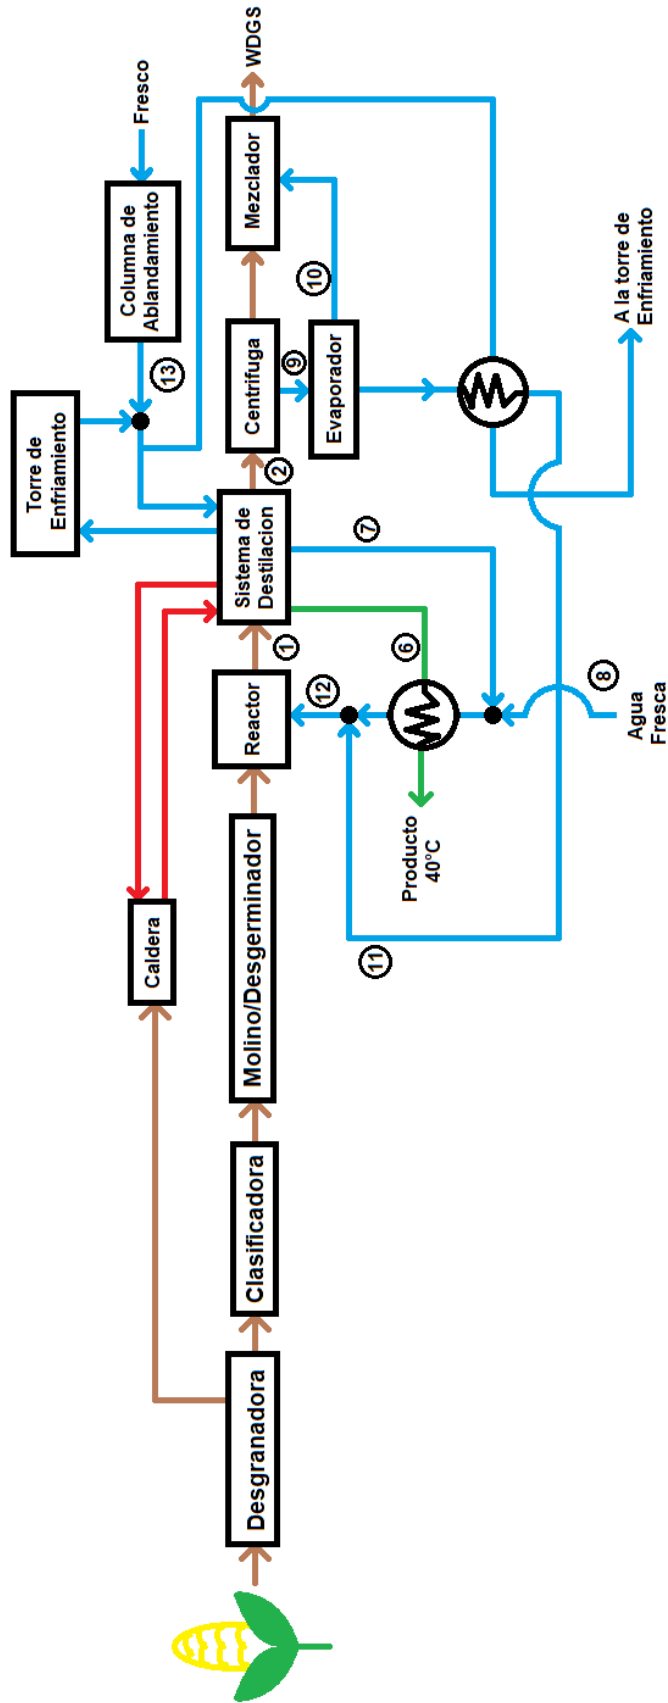 Desgranadora
Clasificadora
Molino/Desgerminador
Caldera
Reactor
1
Sistema de
Destilacion
2
Centrífuga
Mezclador
WDGS
Torre de
Enfriamiento
13
Columna de
Ablandamiento
Fresco
9
Evaporador
10
12
6
7
Producto
40°C
11
8
Agua
Fresca
A la torre de
Enfriamiento